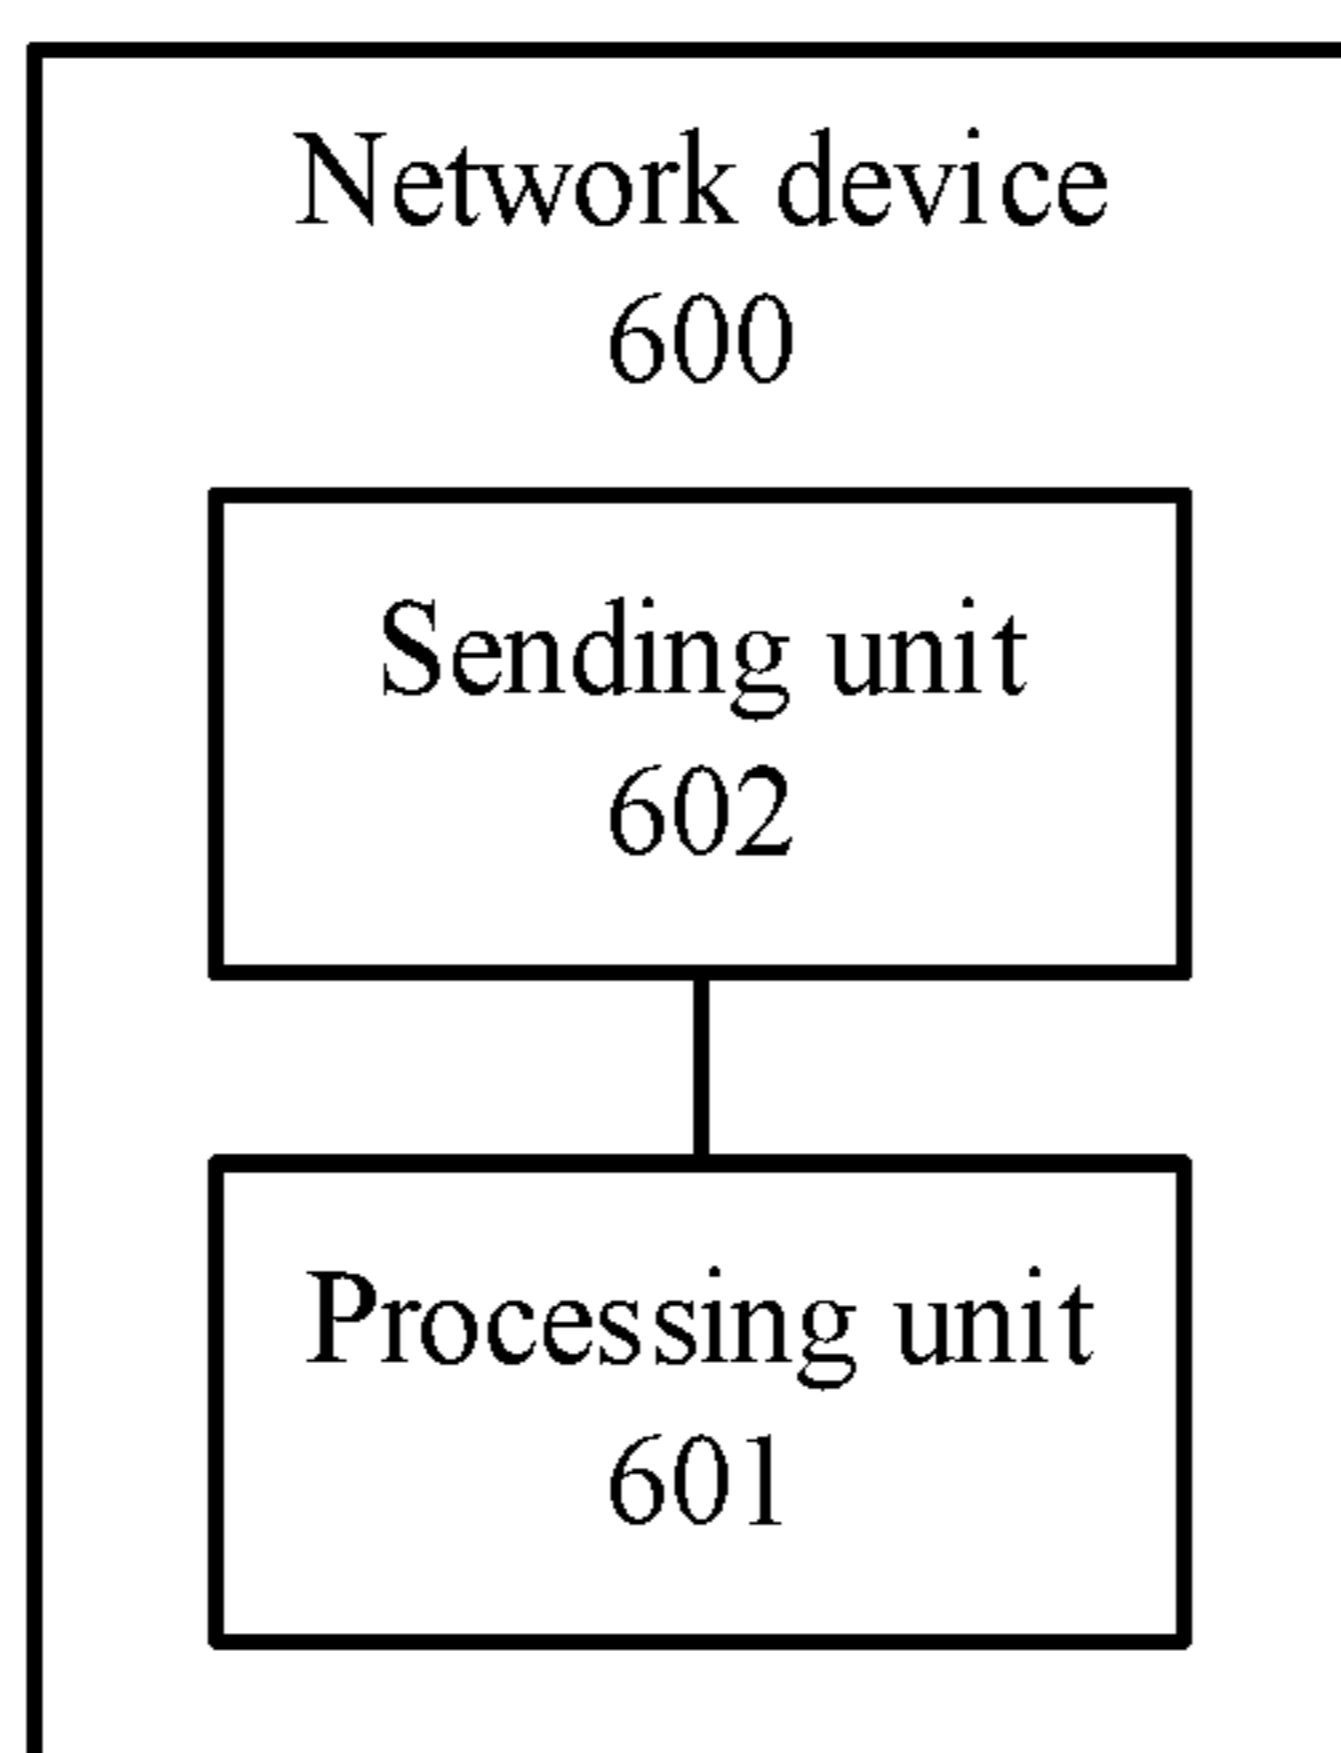 Network device
600
Sending unit
602
Processing unit
601